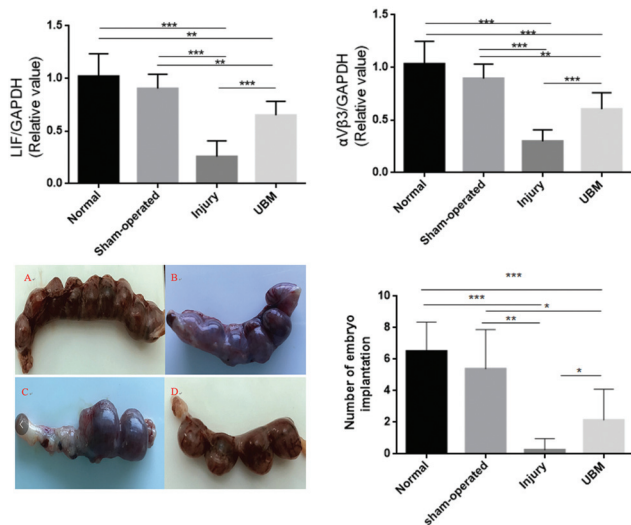 LIF/GAPDH
(Relative value)
1.5
1.0
0.5
0.0
***
**
***
**
***
Normal
Sham-operated
Injury
UBM
αVβ3/GAPDH
(Relative value)
1.5
1.0
0.5
0.0
***
***
***
**
***
Normal
Sham-operated
Injury
UBM
A
B
C
D
Number of embryo
implantation
10
8
6
4
2
0
***
***
*
**
*
Normal
sham-operated
Injury
UBM